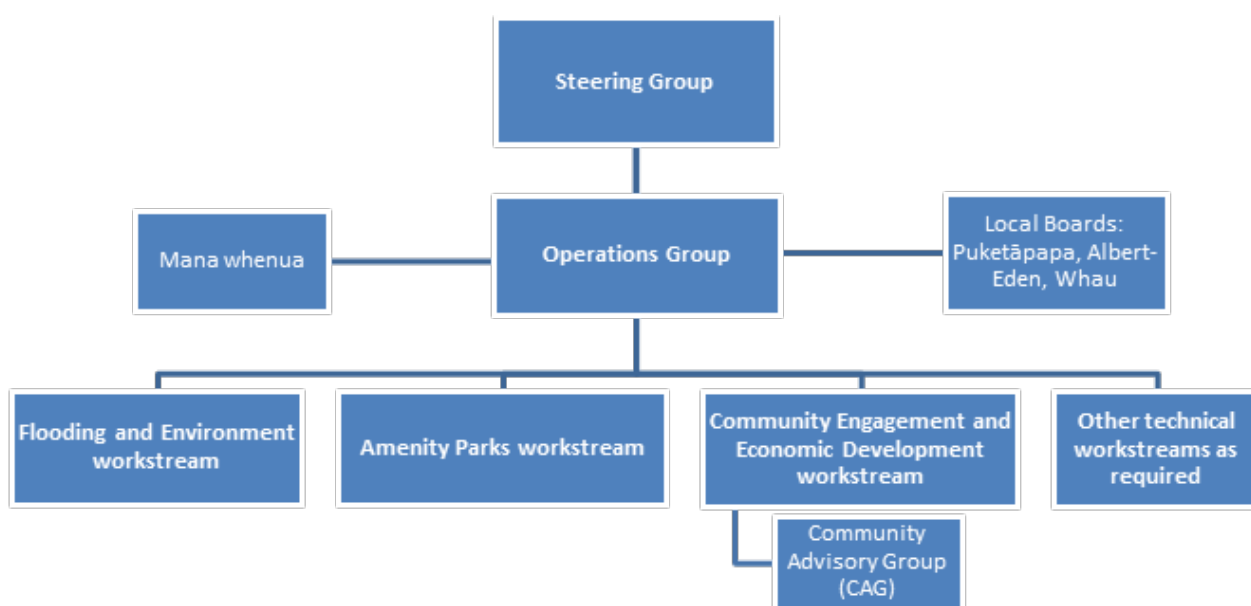 Steering Group
Mana whenua
Operations Group
Local Boards:
Puketāpapa, Albert-
Eden, Whau
Flooding and Environment
workstream
Amenity Parks workstream
Community Engagement and
Economic Development
workstream
Other technical
workstreams as
required
Community
Advisory Group
(CAG)